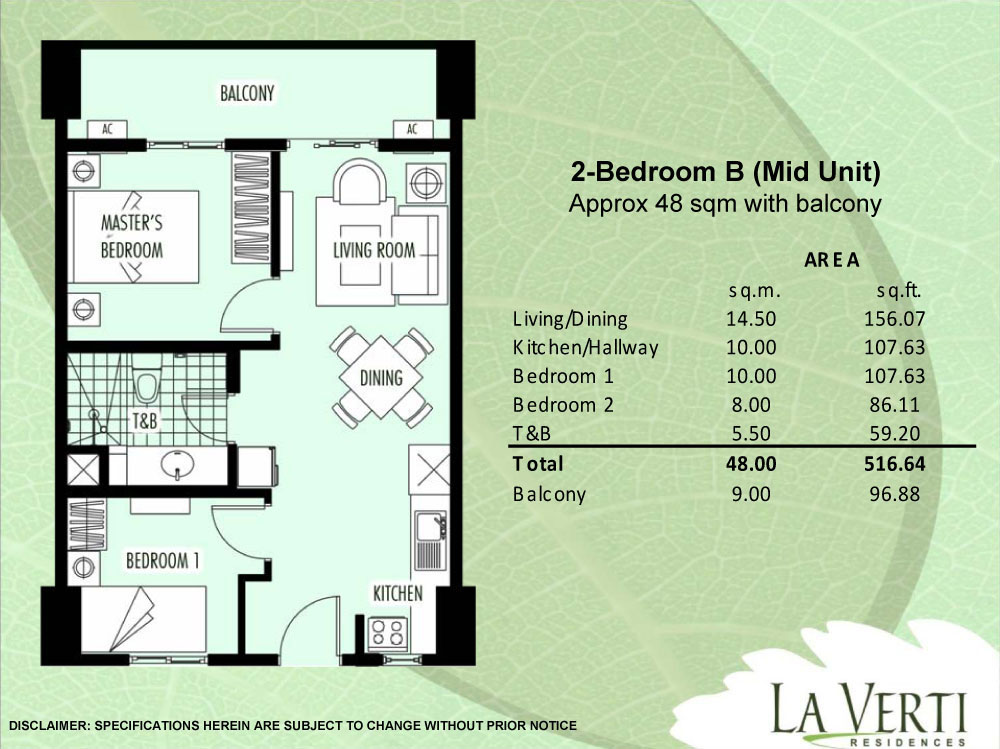 BALCONY
AC
AC
MASTER'S
BEDROOM
LIVING ROOM
DINING
T&B
BEDROOM 1
KITCHEN
2-Bedroom B (Mid Unit)
Approx 48 sqm with balcony
AREA
sq.m. sq.ft.
Living/Dining 14.50 156.07
Kitchen/Hallway 10.00 107.63
Bedroom 1 10.00 107.63
Bedroom 2 8.00 86.11
T&B 5.50 59.20
Total 48.00 516.64
Balcony 9.00 96.88
LA VERTI
RESIDENCES
DISCLAIMER: SPECIFICATIONS HEREIN ARE SUBJECT TO CHANGE WITHOUT PRIOR NOTICE